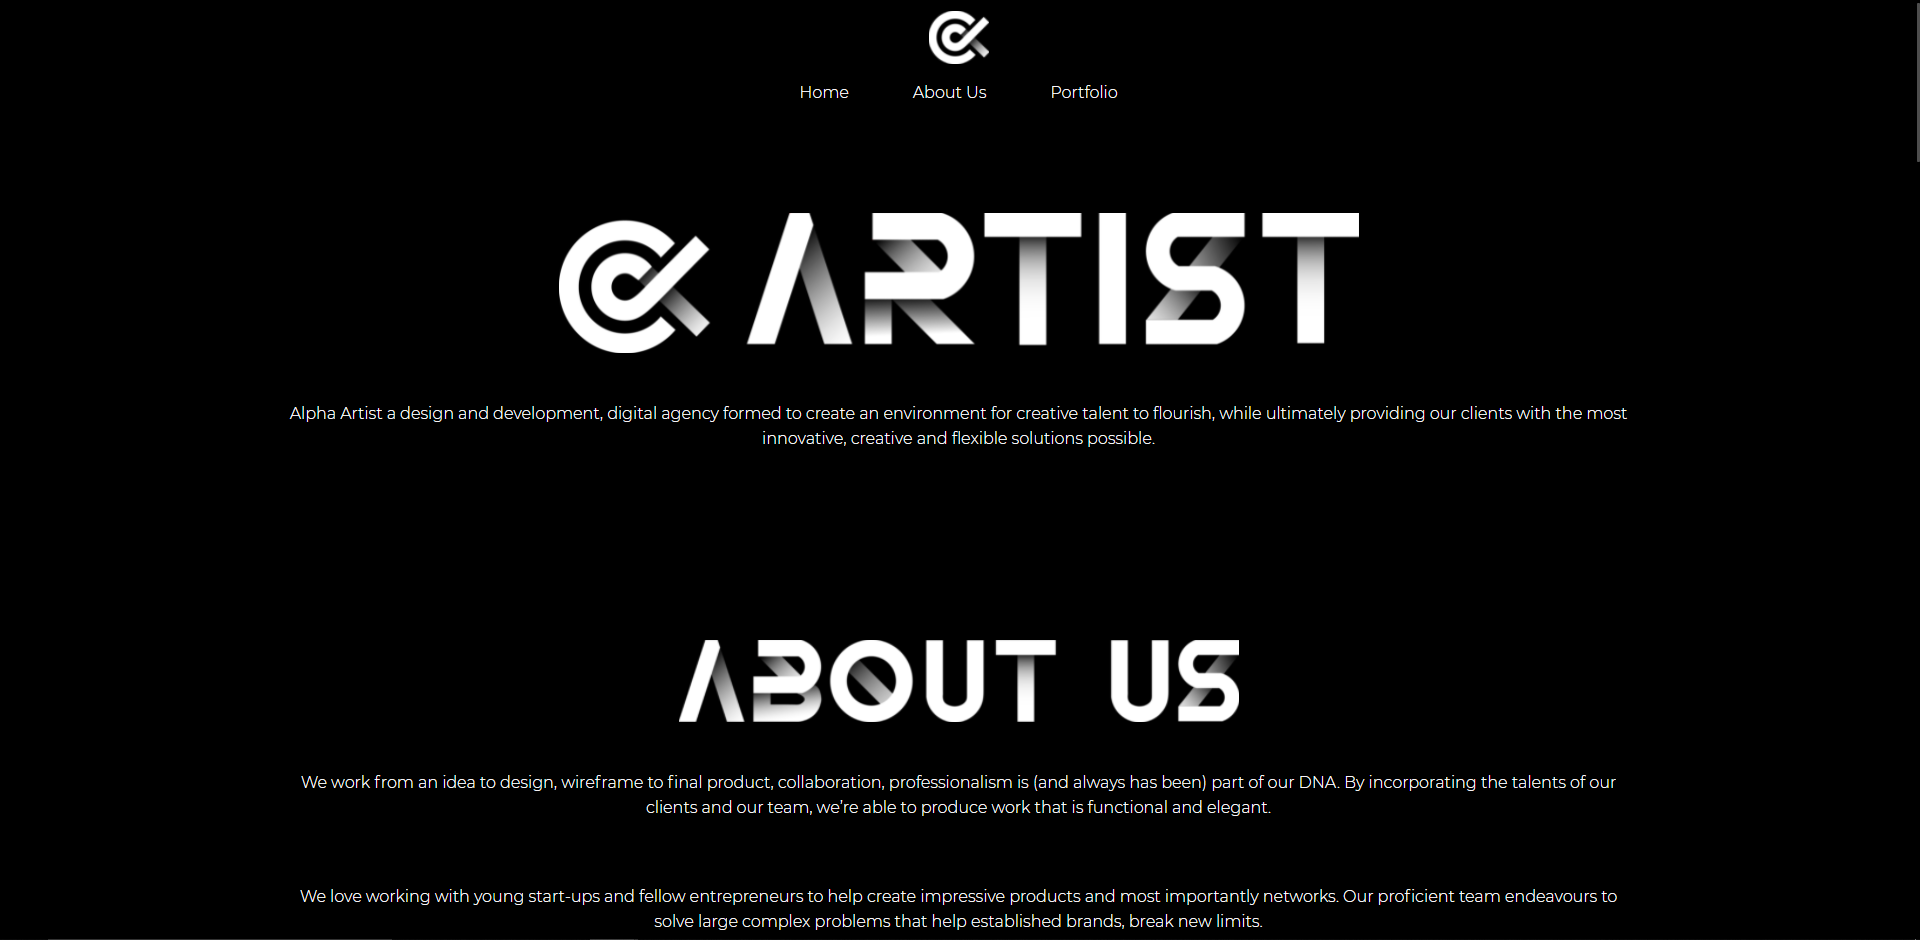 Home About Us Portfolio
ARTIST
Alpha Artist a design and development, digital agency formed to create an environment for creative talent to flourish, while ultimately providing our clients with the most
innovative, creative and flexible solutions possible.
ABOUT US
We work from an idea to design, wireframe to final product, collaboration, professionalism is (and always has been) part of our DNA. By incorporating the talents of our
clients and our team, we’re able to produce work that is functional and elegant.
We love working with young start-ups and fellow entrepreneurs to help create impressive products and most importantly networks. Our proficient team endeavours to
solve large complex problems that help established brands, break new limits.